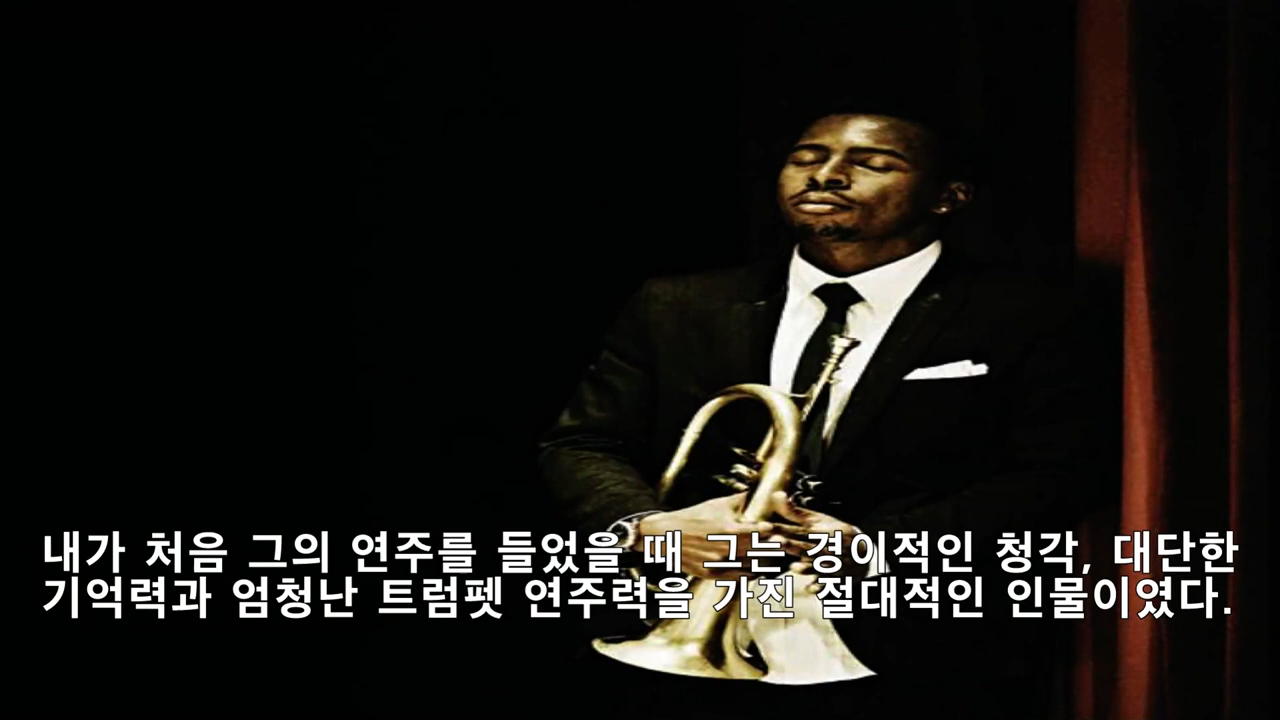 내가 처음 그의 연주를 들었을 때 그는 경이적인 청각, 대단한
기억력과 엄청난 트럼펫 연주력을 가진 절대적인 인물이였다.